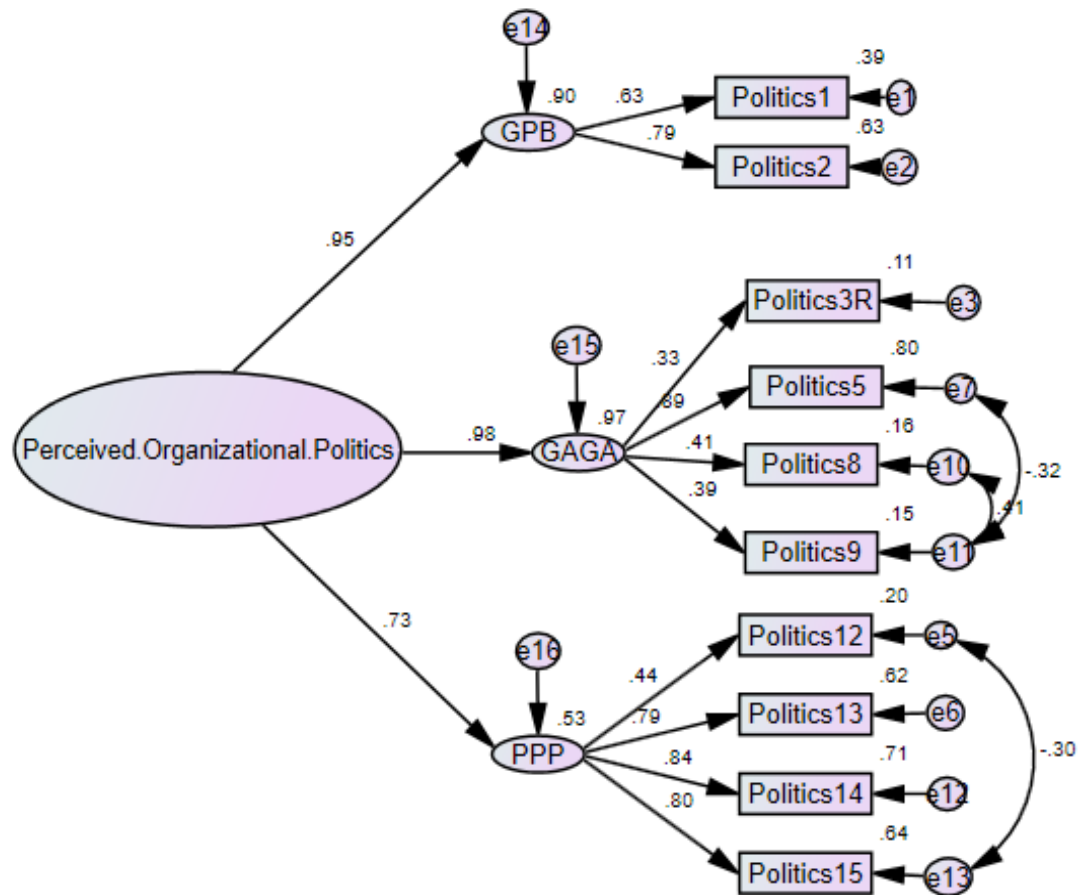 e14
.39
.90
.63
Politics1
e1
GPB
.79
.63
Politics2
e2
.95
.11
Politics3R
e3
e15
.33
.80
Politics5
e7
.97
.89
Perceived.Organizational.Politics
.98
GAGA
.41
.16
Politics8
e10
-.32
.39
.41
.15
Politics9
e11
.73
.20
Politics12
e5
e16
.44
.62
.53
.79
Politics13
e6
-.30
PPP
.84
.71
Politics14
e12
.80
.64
Politics15
e13